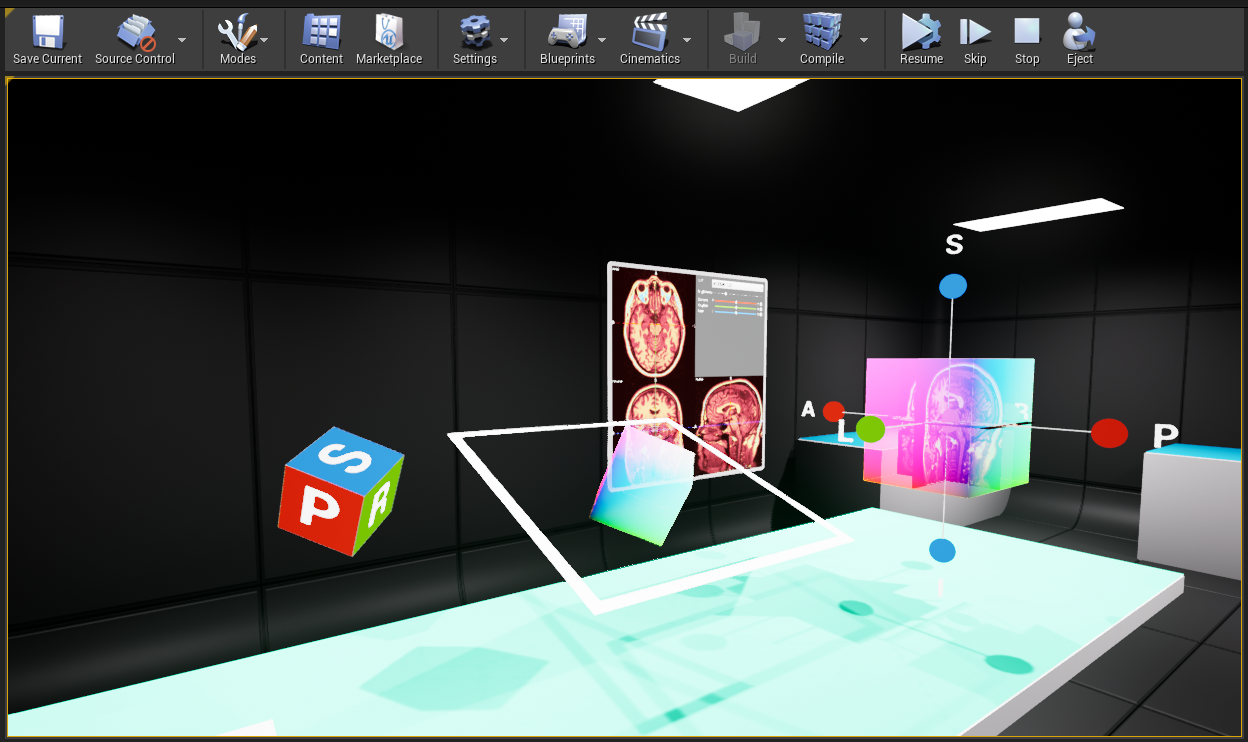 Save Current
Source Control
Modes
Content
Marketplace
Settings
Blueprints
Cinematics
Build
Compile
Resume
Skip
Stop
Eject
S
A
L
P
S
P
A